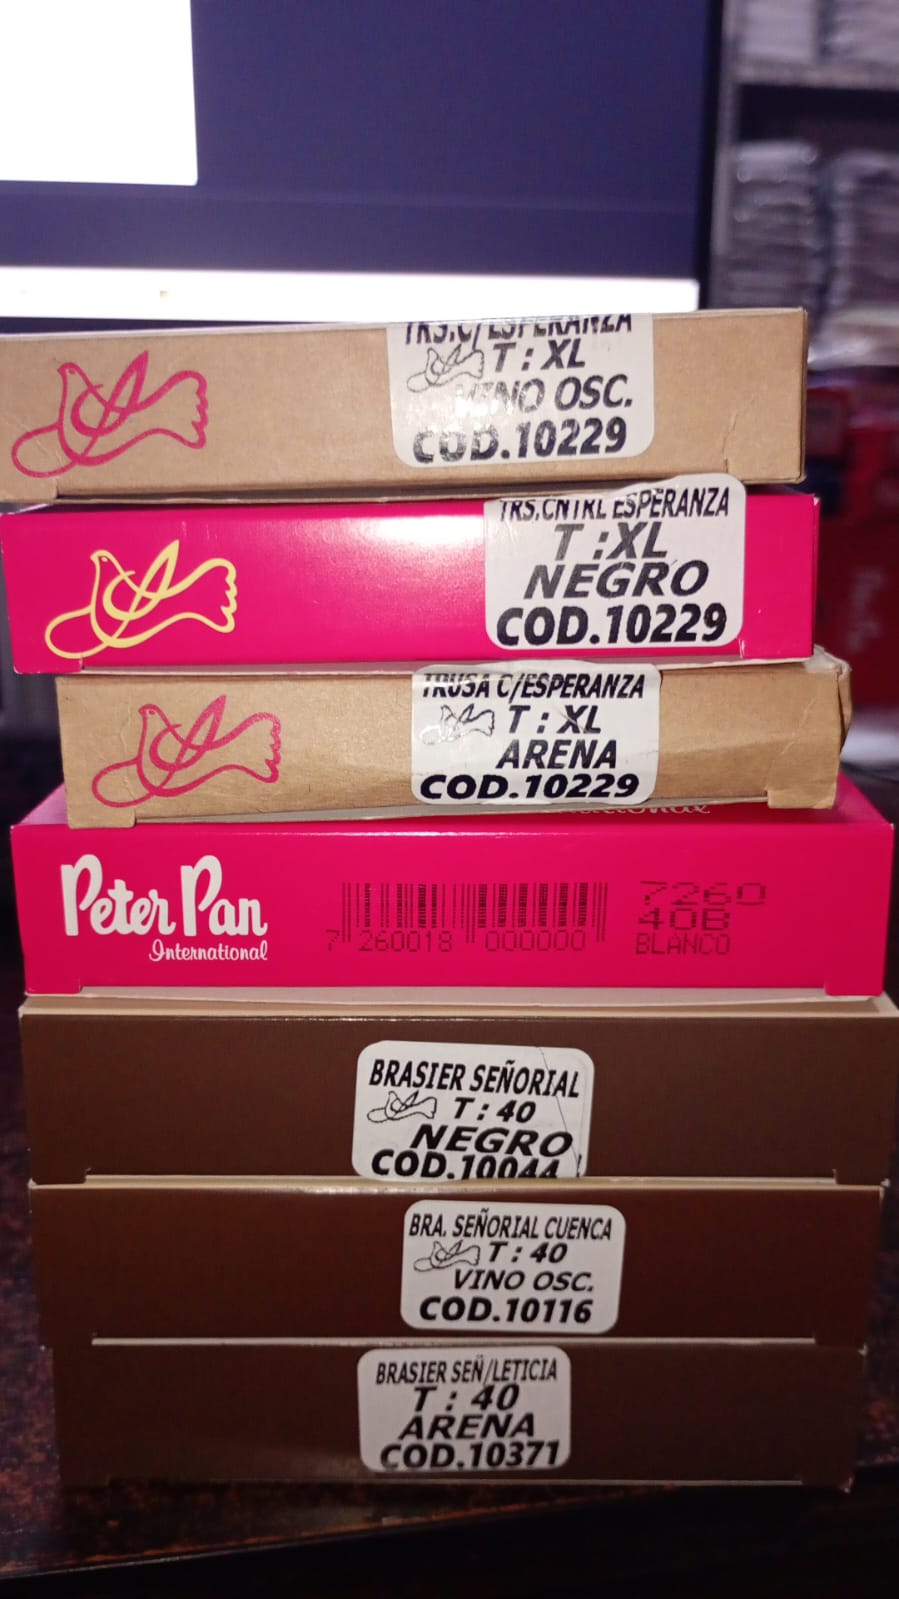 TRS.C/ESPERANZA
T : XL
VINO OSC.
COD.10229
TRS.CNTRL ESPERANZA
T :XL
NEGRO
COD.10229
TRUSA C/ESPERANZA
T : XL
ARENA
COD.10229
Peter Pan
International
7 260018 000000
7260
40B
BLANCO
BRASIER SEÑORIAL
T : 40
NEGRO
COD.10044
BRA. SEÑORIAL CUENCA
T : 40
VINO OSC.
COD.10116
BRASIER SEÑ/LETICIA
T : 40
ARENA
COD.10371